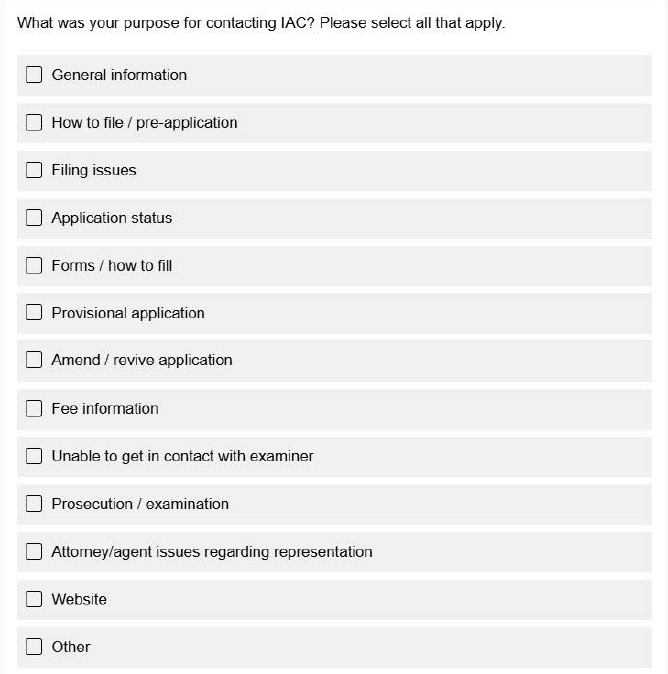 What was your purpose for contacting IAC? Please select all that apply.
General information
How to file / pre-application
Filing issues
Application status
Forms / how to fill
Provisional application
Amend / revive application
Fee information
Unable to get in contact with examiner
Prosecution / examination
Attorney/agent issues regarding representation
Website
Other